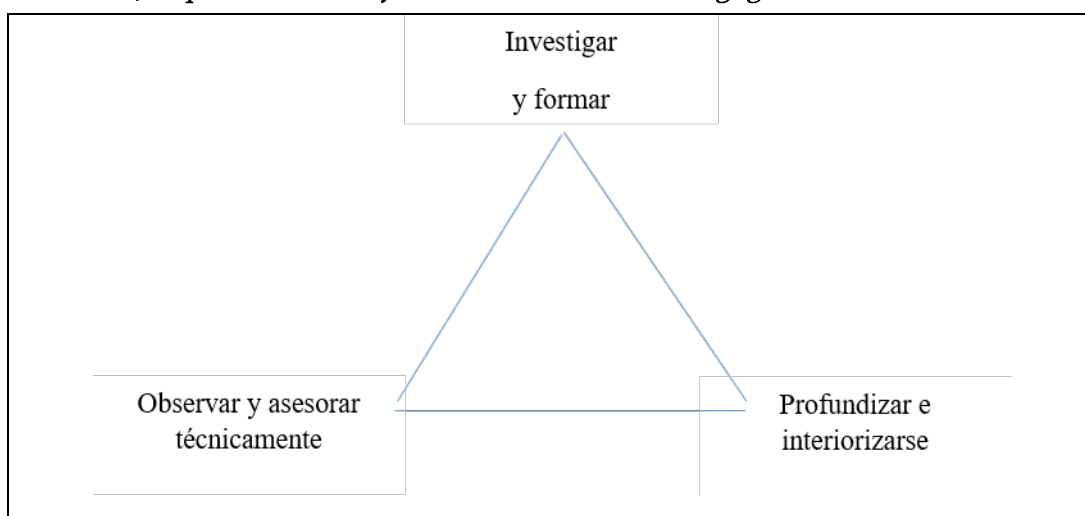 Investigar
y formar
Observar y asesorar
técnicamente
Profundizar e
interiorizarse